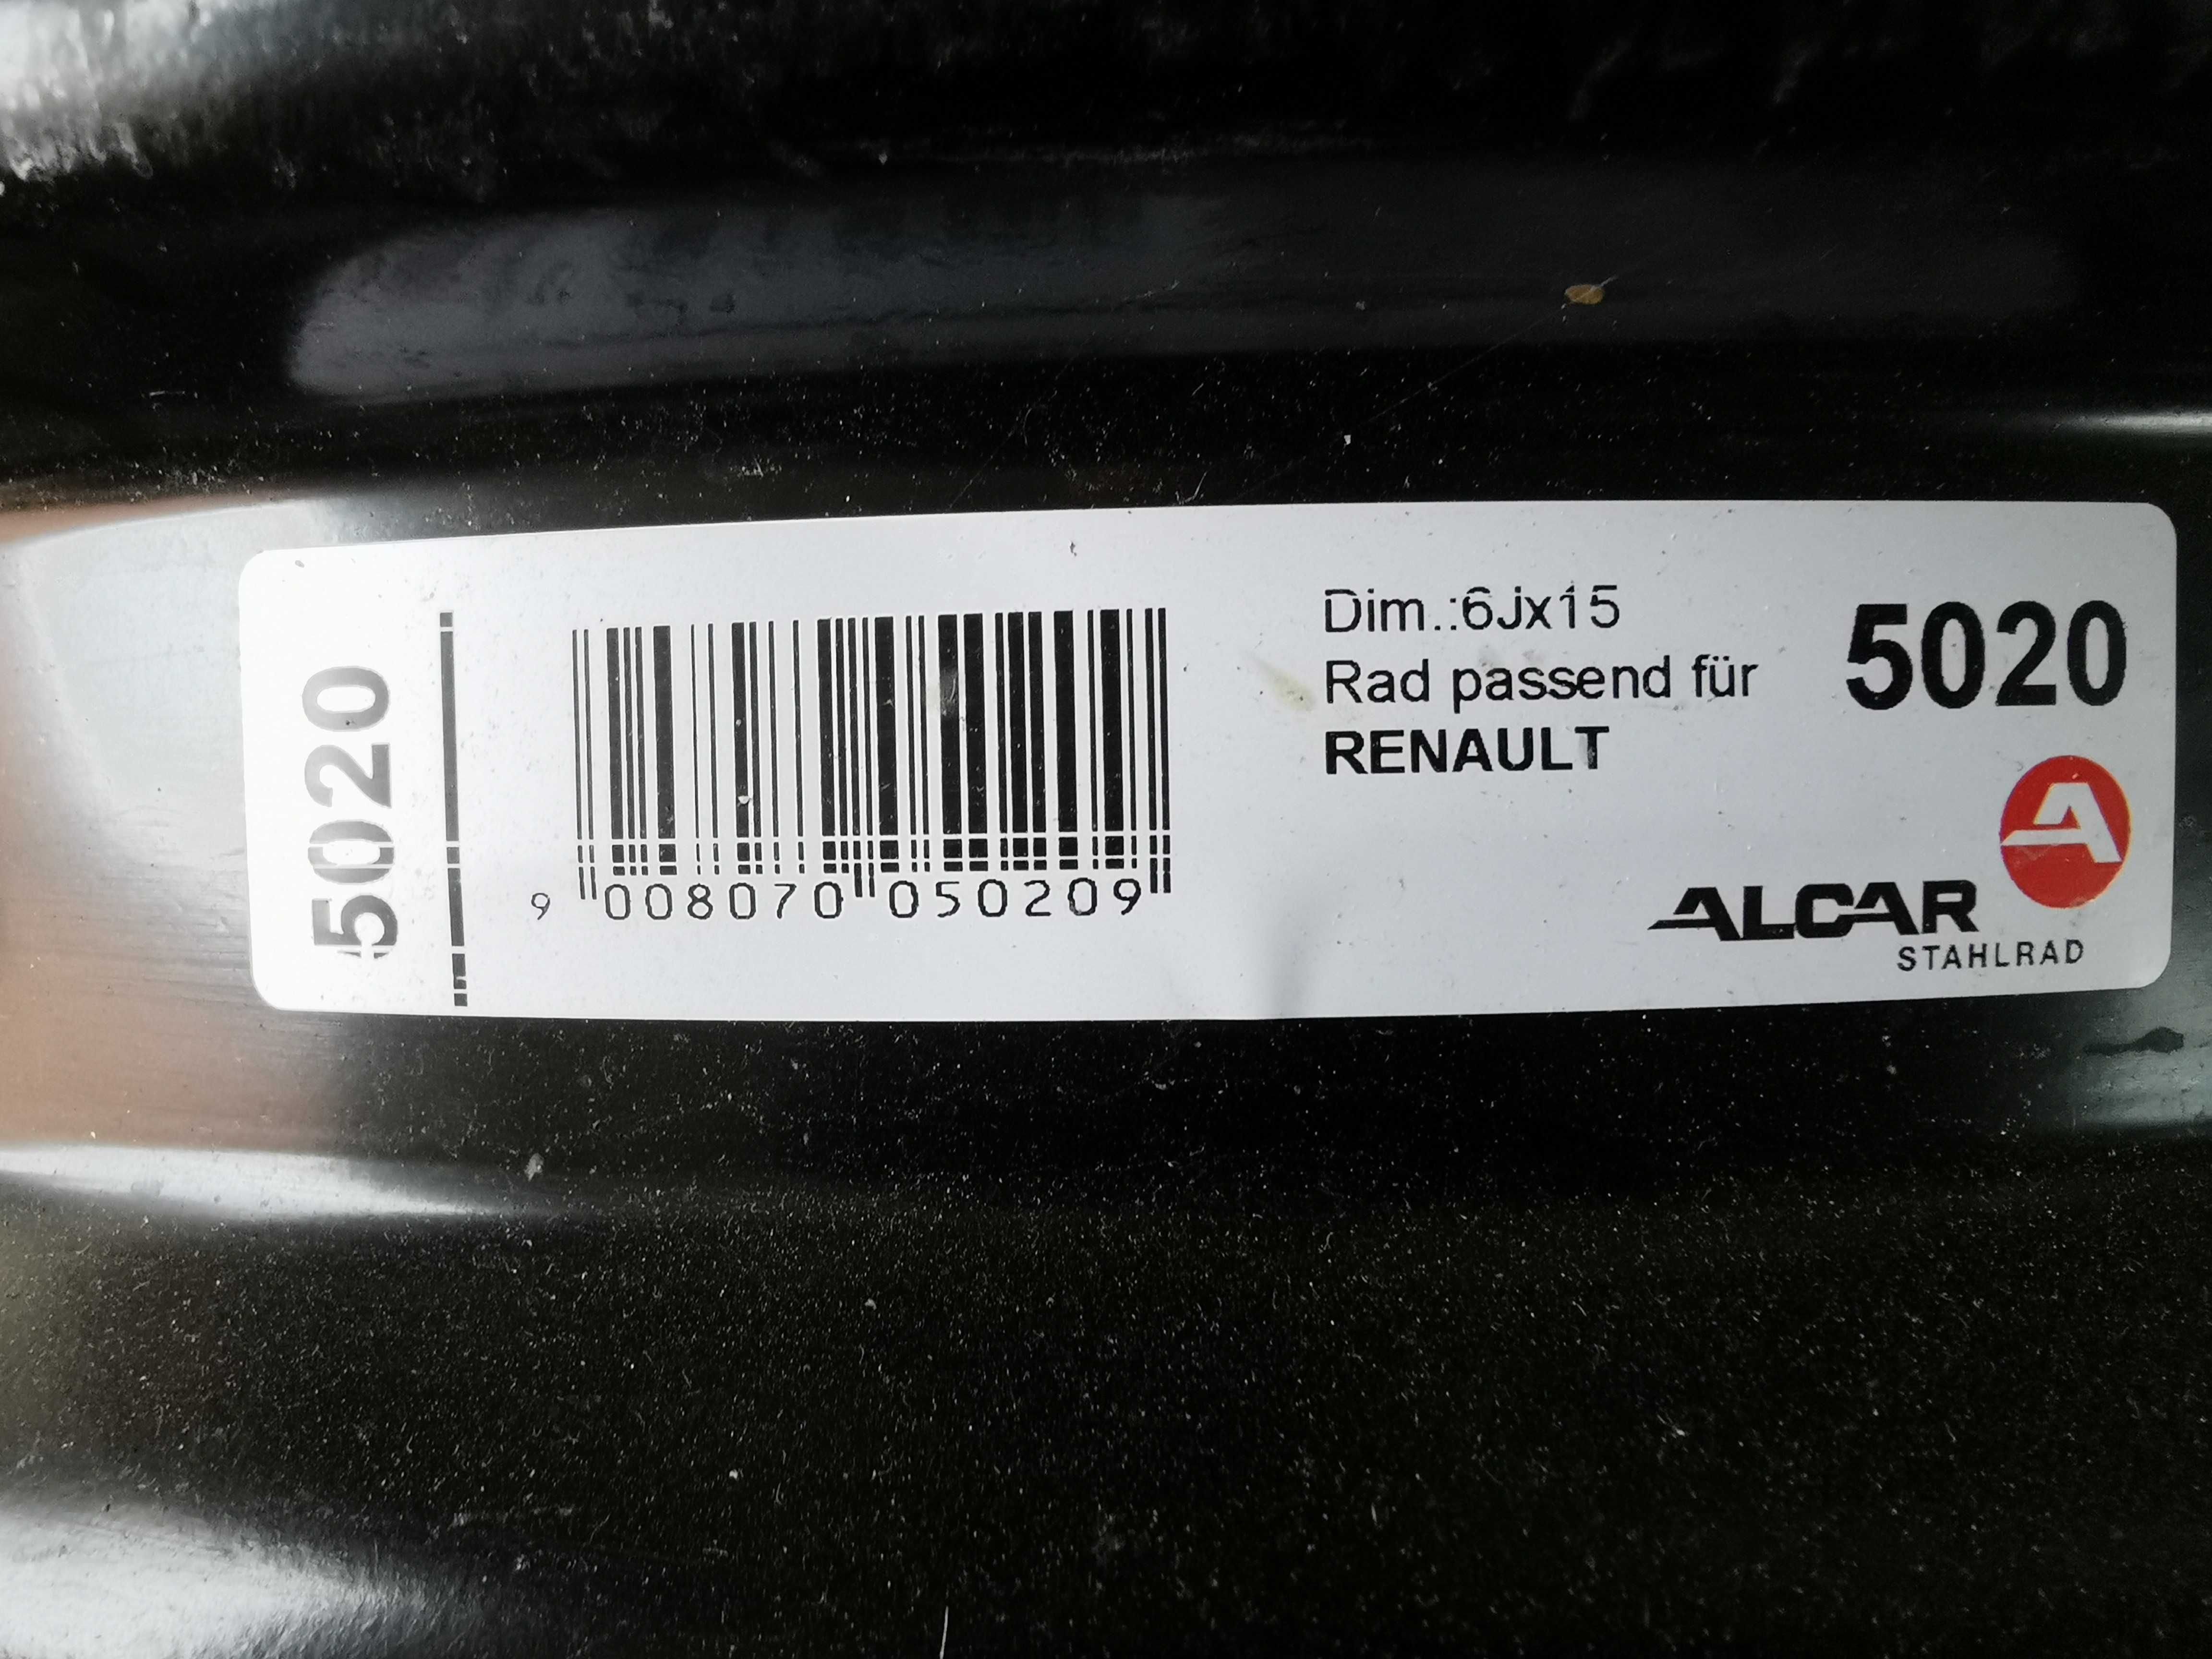 5020
9 008070 050209
Dim.:6Jx15
Rad passend für
RENAULT
5020
A
ALCAR
STAHLRAD